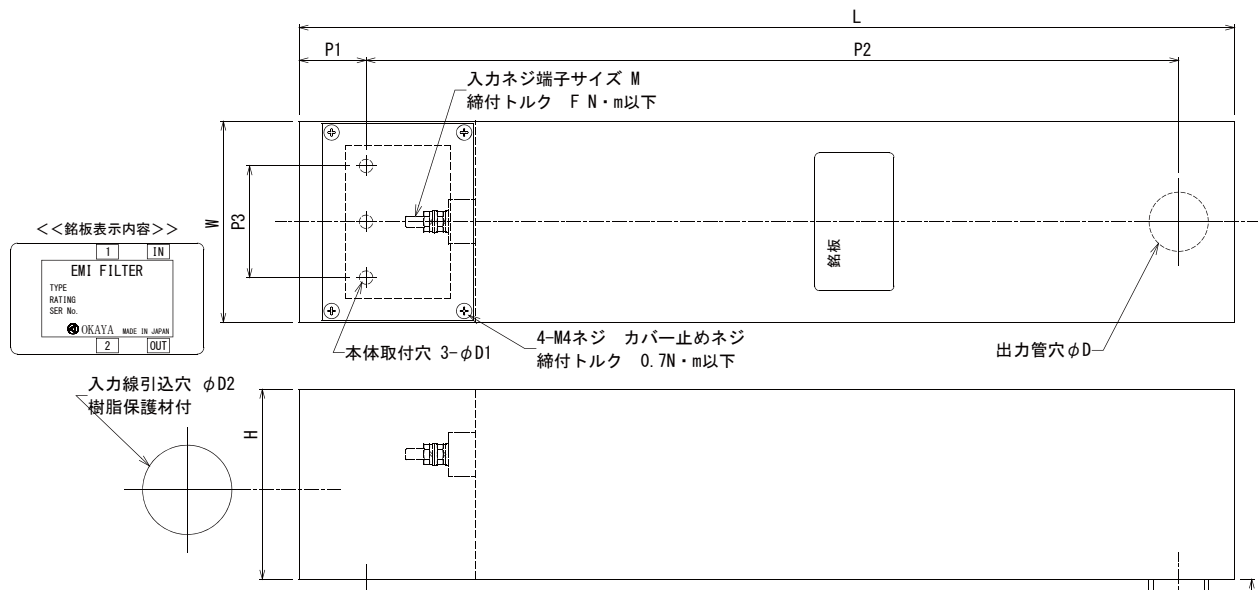 L
P1
P2
入力ネジ端子サイズ M
締付トルク F N・m以下
W
P3
銘板
<<銘板表示内容>>
1
IN
EMI FILTER
TYPE
RATING
SER No.
OKAYA MADE IN JAPAN
2
OUT
本体取付穴 3-φD1
4-M4ネジ カバー止めネジ
締付トルク 0.7N・m以下
出力管穴φD
入力線引込穴 φD2
樹脂保護材付
H